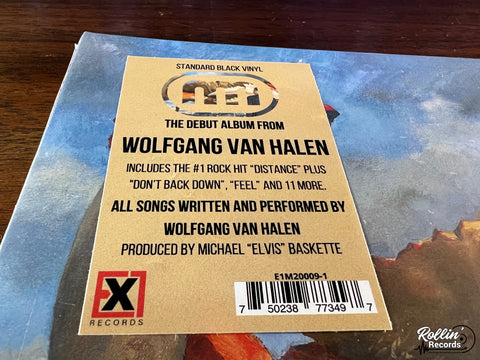 STANDARD BLACK VINYL
THE DEBUT ALBUM FROM
WOLFGANG VAN HALEN
INCLUDES THE #1 ROCK HIT “DISTANCE” PLUS
“DON'T BACK DOWN”, “FEEL” AND 11 MORE.
ALL SONGS WRITTEN AND PERFORMED BY
WOLFGANG VAN HALEN
PRODUCED BY MICHAEL “ELVIS” BASKETTE
E1M20009-1
7 50238 77349 7
E1
X
RECORDS
Rollin'
Records